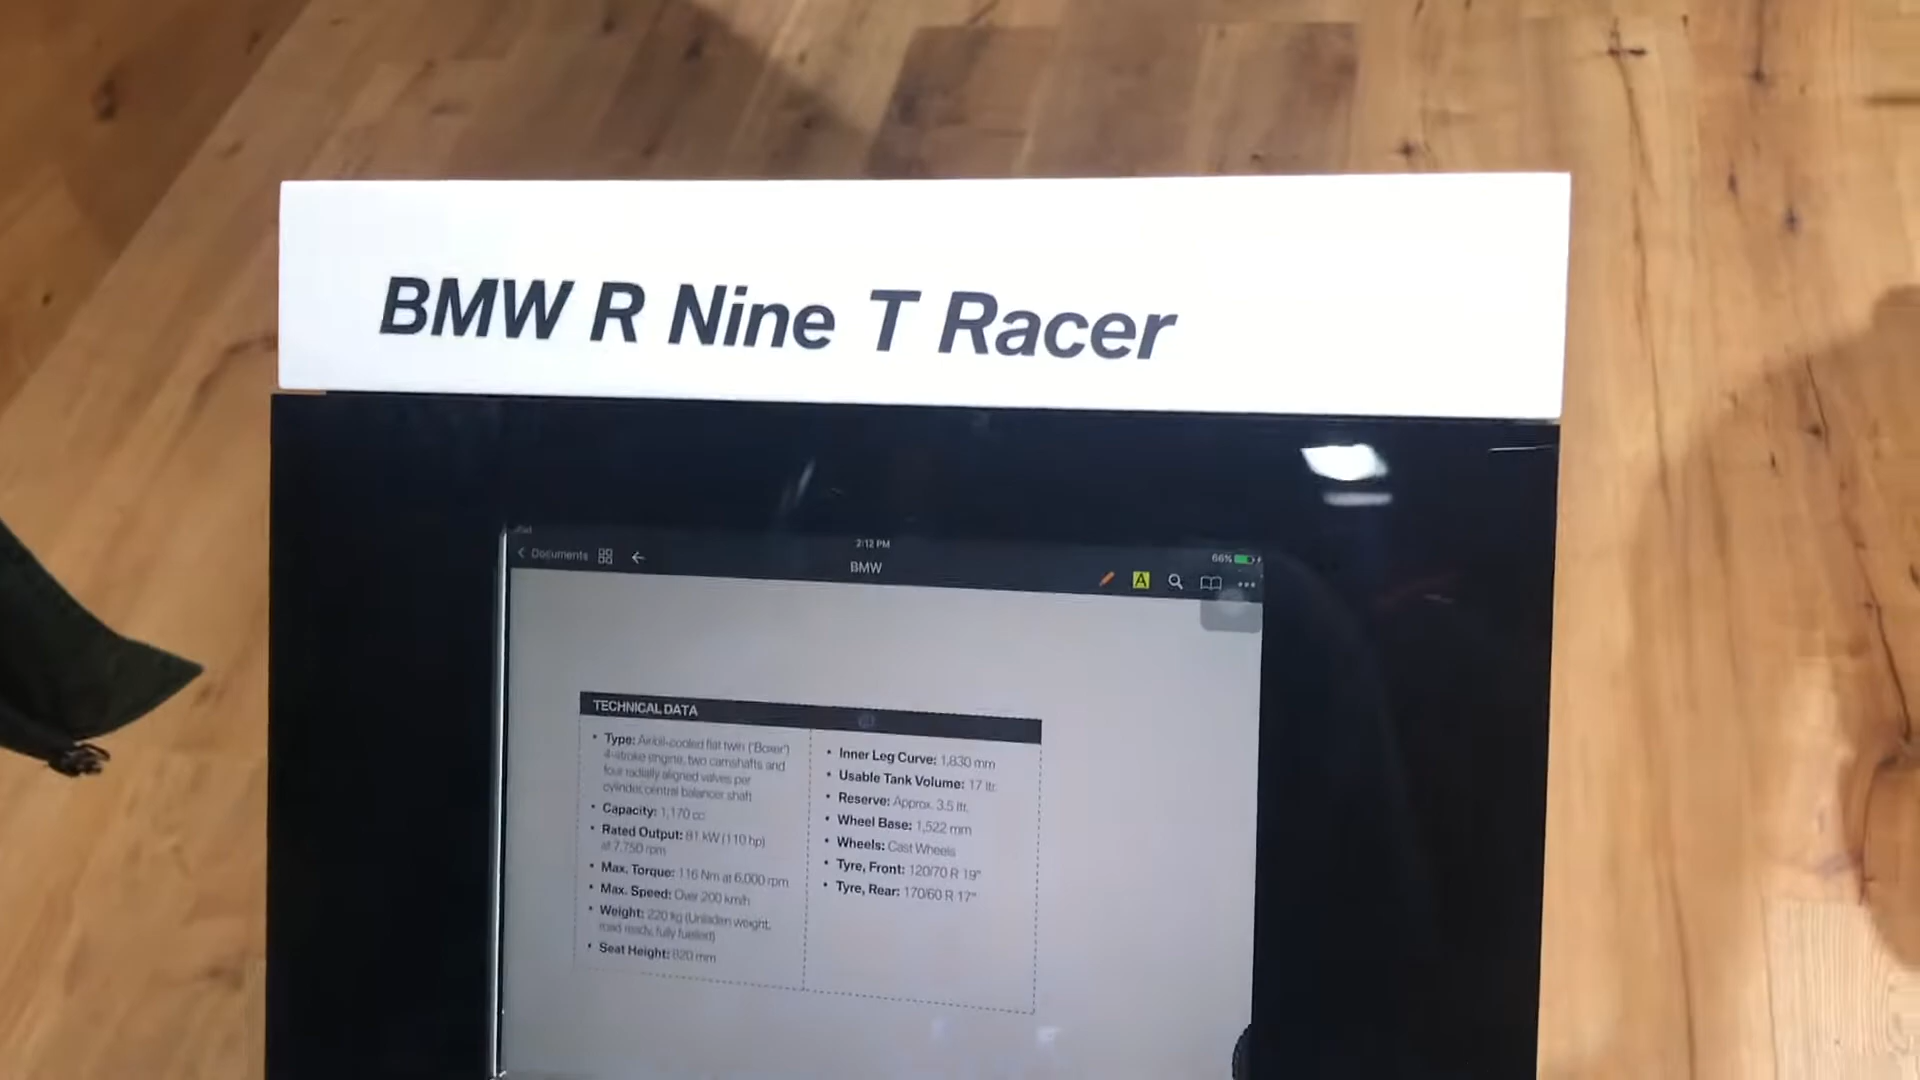 BMW R Nine T Racer
iPad
2:12 PM
66%
Documents
BMW
A
TECHNICAL DATA
• Type: Air/oil-cooled flat twin ('Boxer')
4-stroke engine, two camshafts and
four radially aligned valves per
cylinder, central balancer shaft
• Capacity: 1,170 cc
• Rated Output: 81 kW (110 hp)
at 7,750 rpm
• Max. Torque: 116 Nm at 6,000 rpm
• Max. Speed: Over 200 km/h
• Weight: 220 kg (Unladen weight,
road ready, fully fuelled)
• Seat Height: 820 mm
• Inner Leg Curve: 1,830 mm
• Usable Tank Volume: 17 ltr.
• Reserve: Approx. 3.5 ltr.
• Wheel Base: 1,522 mm
• Wheels: Cast Wheels
• Tyre, Front: 120/70 R 19"
• Tyre, Rear: 170/60 R 17"